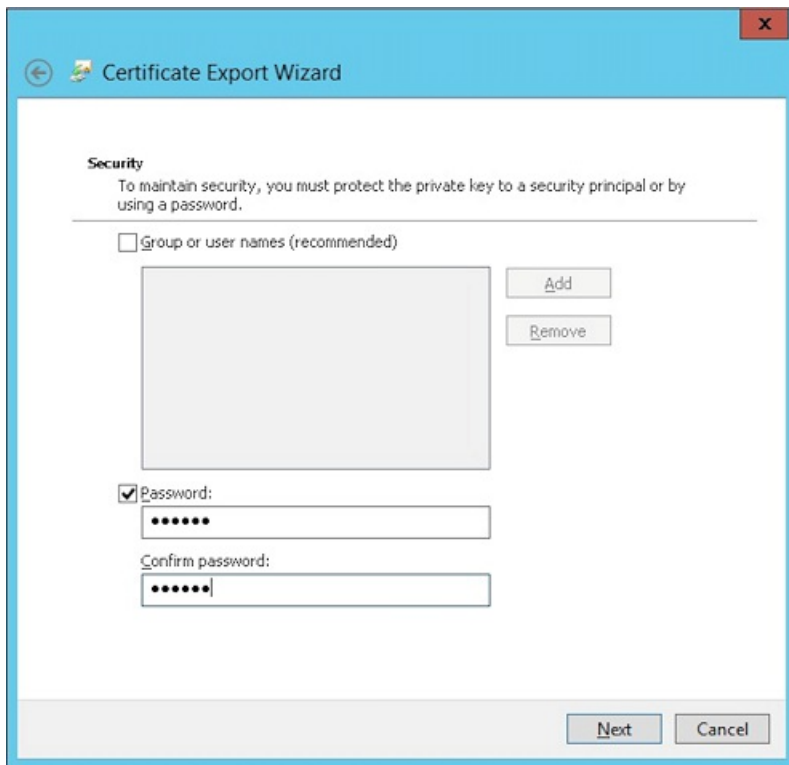 x
Certificate Export Wizard
Security
To maintain security, you must protect the private key to a security principal or by
using a password.
Group or user names (recommended)
Add
Remove
Password:
••••••
Confirm password:
••••••
Next
Cancel